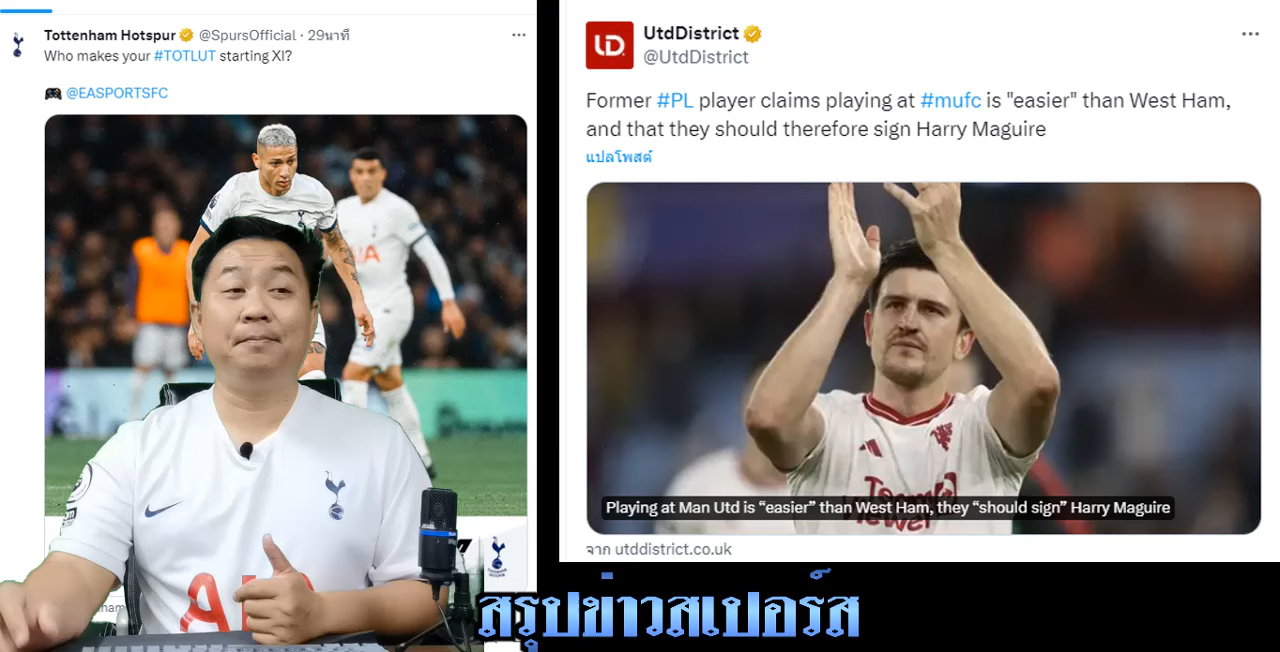 Tottenham Hotspur @SpursOfficial · 29นาที
Who makes your #TOTLUT starting XI?
@EASPORTSFC
UtdDistrict
@UtdDistrict
Former #PL player claims playing at #mufc is "easier" than West Ham,
and that they should therefore sign Harry Maguire
แปลโพสต์
Playing at Man Utd is “easier” than West Ham, they “should sign” Harry Maguire
จาก utddistrict.co.uk
สรุปข่าวสเปอร์ส